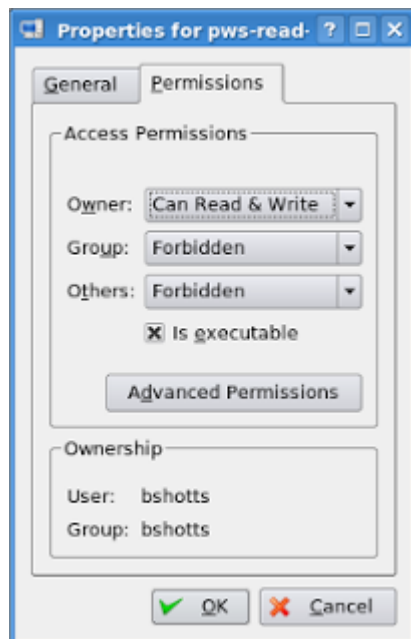 Properties for pws-read-
General Permissions
Access Permissions
Owner: Can Read & Write
Group: Forbidden
Others: Forbidden
Is executable
Advanced Permissions
Ownership
User: bshotts
Group: bshotts
OK Cancel